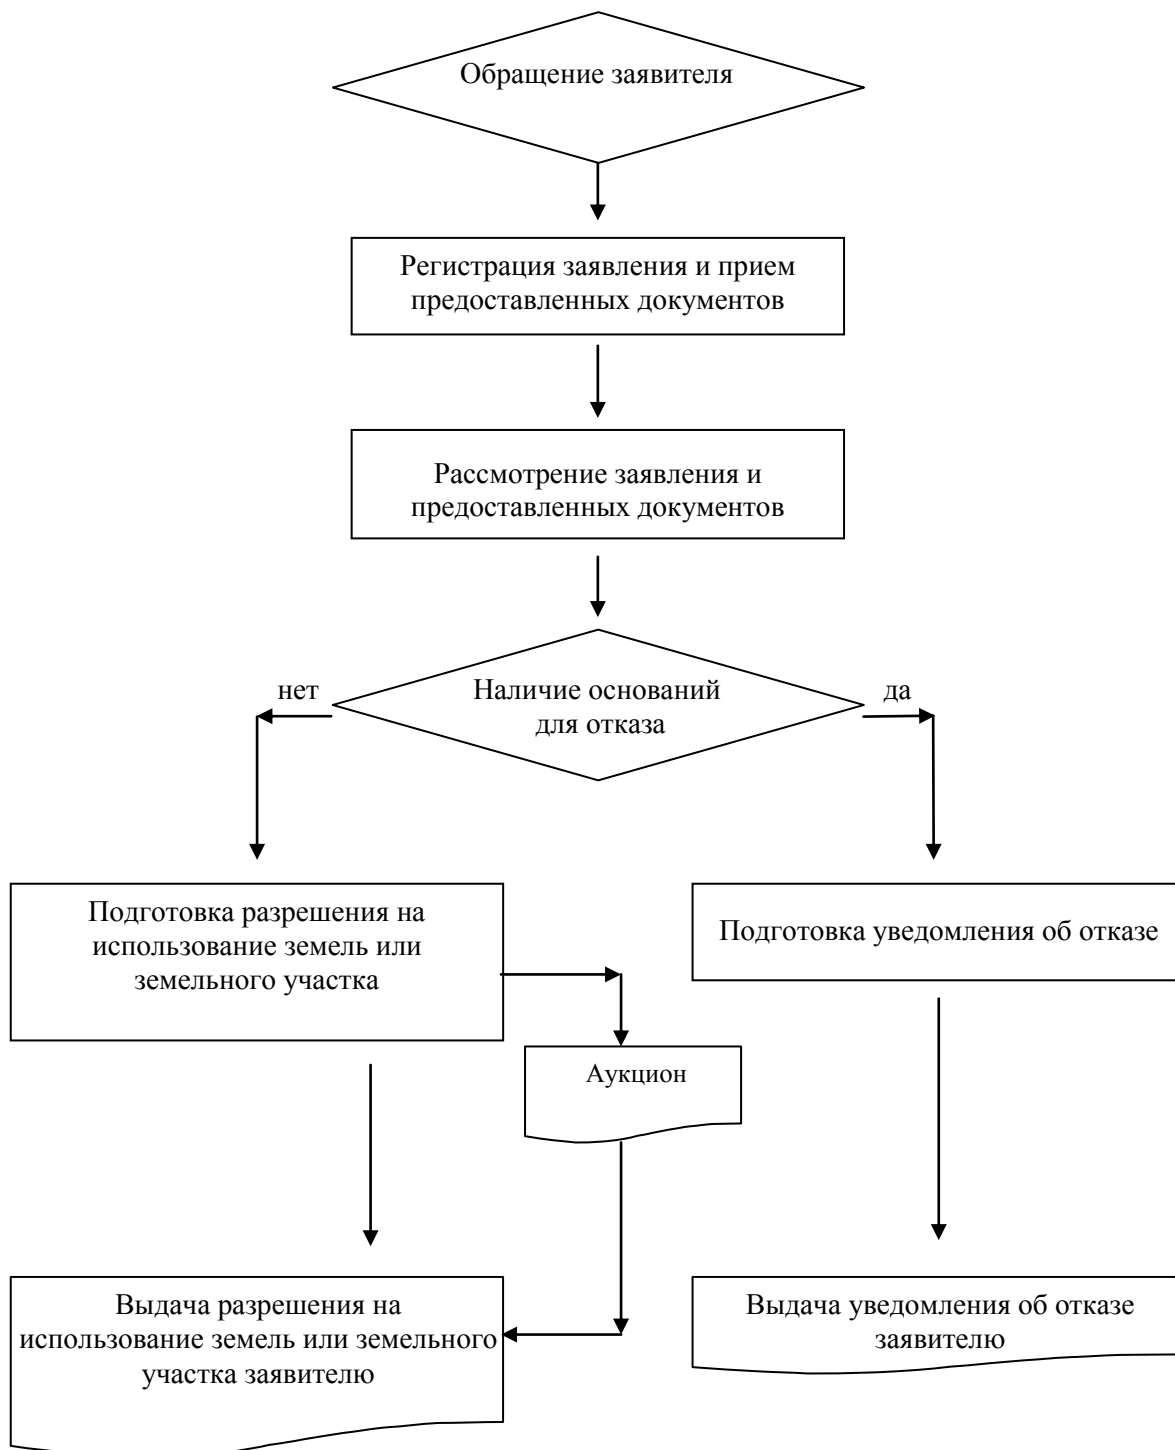 Обращение заявителя
Регистрация заявления и прием
предоставленных документов
Рассмотрение заявления и
предоставленных документов
нет
Наличие оснований
для отказа
да
Подготовка разрешения на
использование земель или
земельного участка
Подготовка уведомления об отказе
Аукцион
Выдача разрешения на
использование земель или земельного
участка заявителю
Выдача уведомления об отказе
заявителю